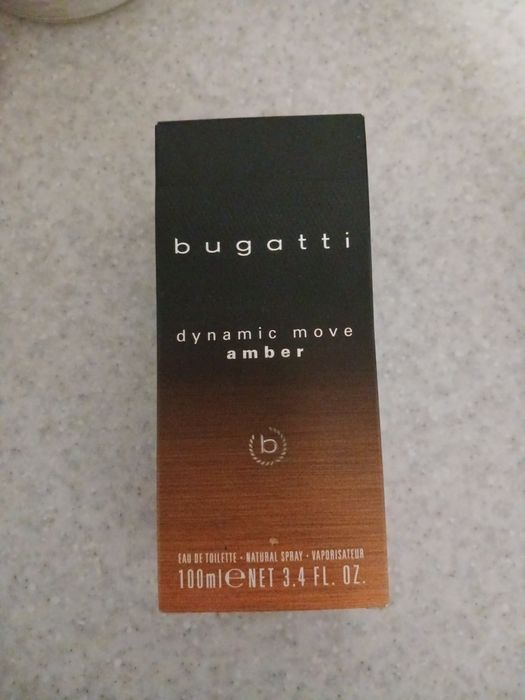 bugatti
dynamic move
amber
b
EAU DE TOILETTE • NATURAL SPRAY • VAPORISATEUR
100ml℮NET 3.4 FL. OZ.